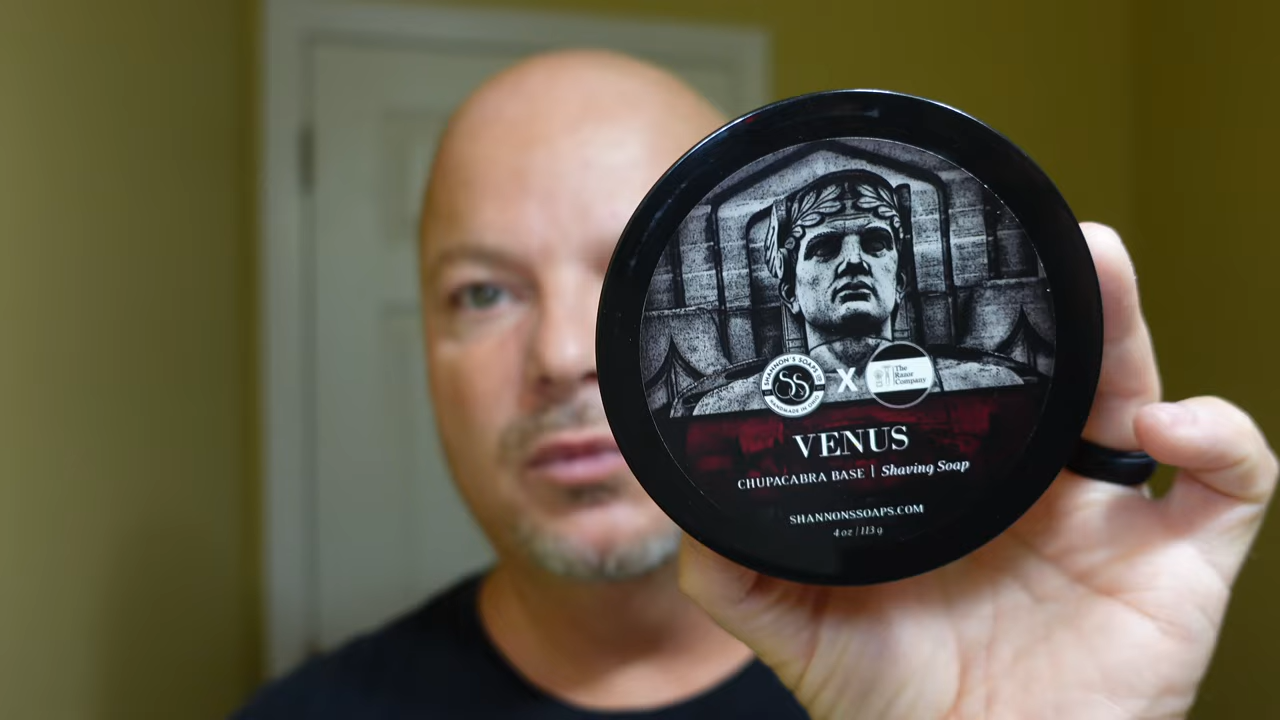 SHANNON'S SOAPS
SS
HANDMADE IN OHIO
X
The
Razor
Company
VENUS
CHUPACABRA BASE | Shaving Soap
SHANNONSSOAPS.COM
4 oz | 113 g